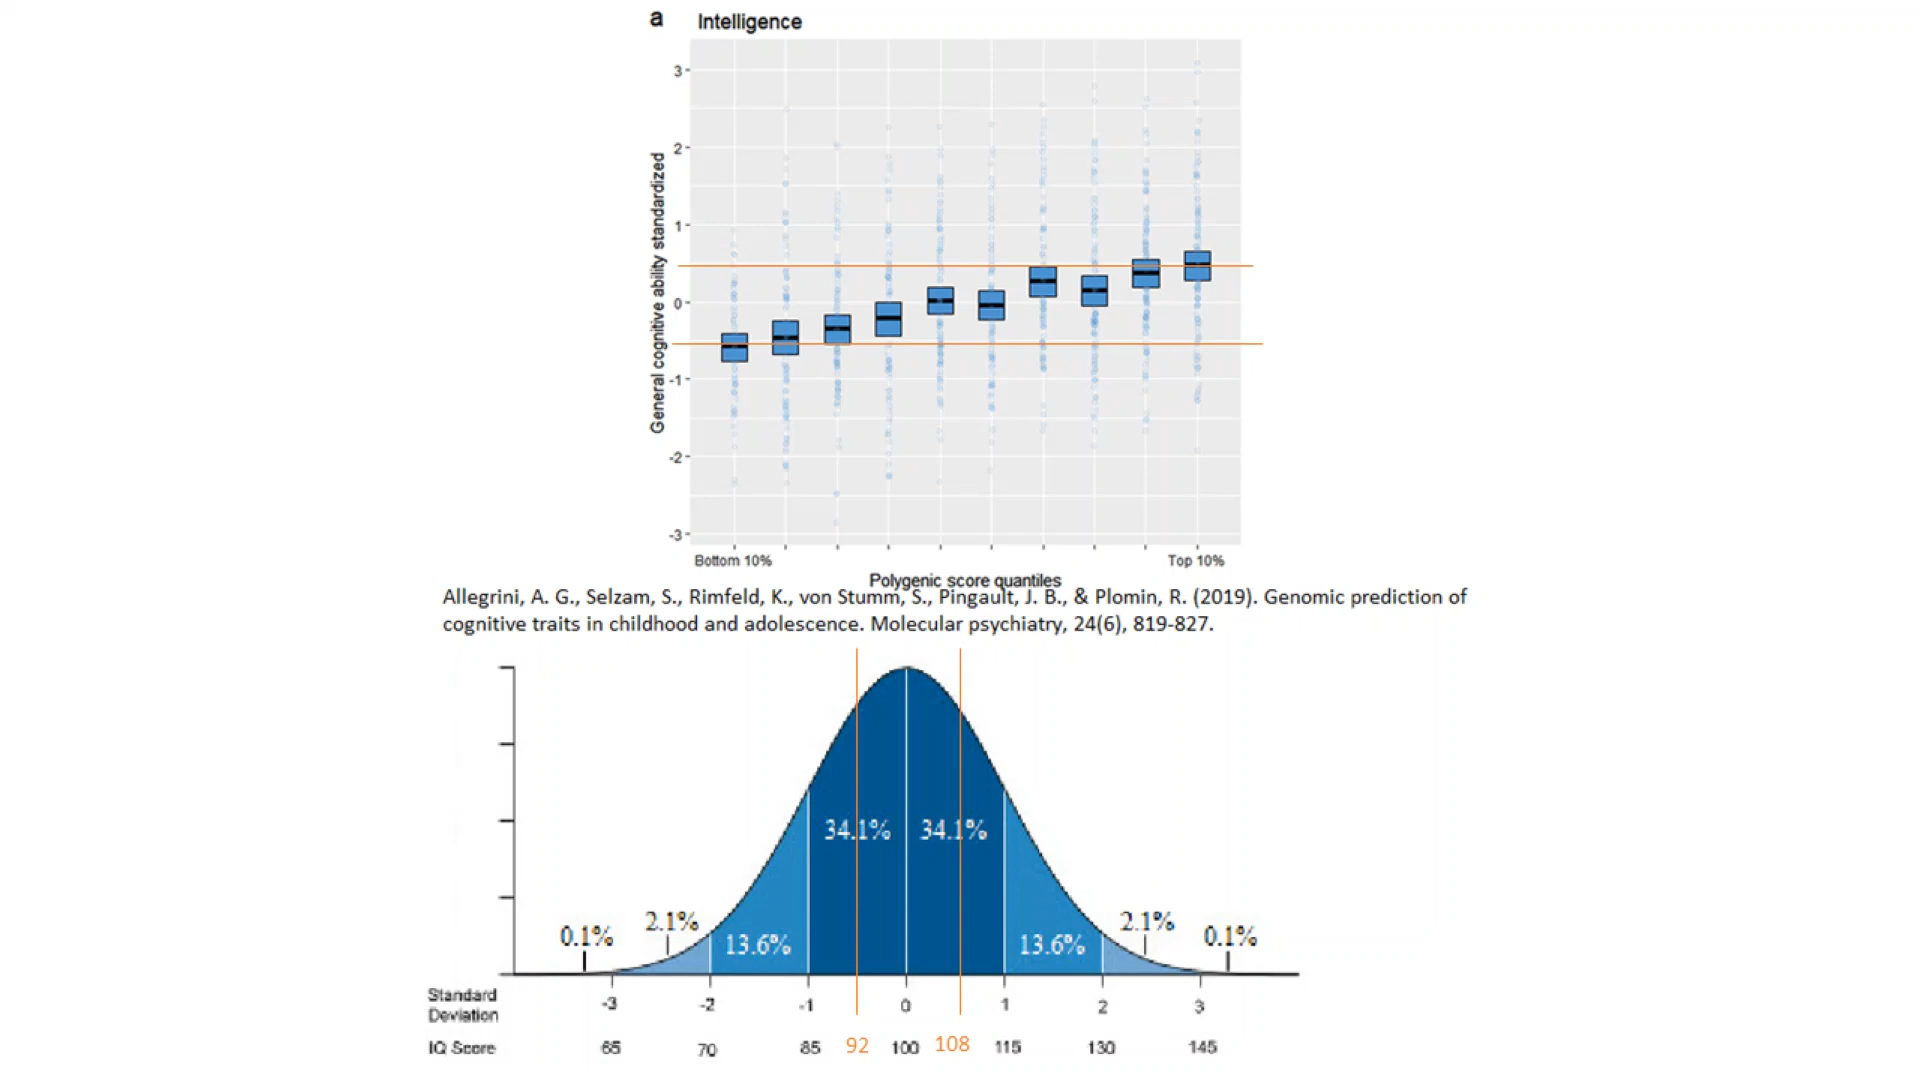 a Intelligence
General cognitive ability standardized
3
2
1
0
-1
-2
-3
Bottom 10% Top 10%
Polygenic score quantiles
Allegrini, A. G., Selzam, S., Rimfeld, K., von Stumm, S., Pingault, J. B., & Plomin, R. (2019). Genomic prediction of
cognitive traits in childhood and adolescence. Molecular psychiatry, 24(6), 819-827.
34.1% 34.1%
0.1% 2.1% 13.6% 13.6% 2.1% 0.1%
Standard Deviation -3 -2 -1 0 1 2 3
IQ Score 65 70 85 92 100 108 115 130 145